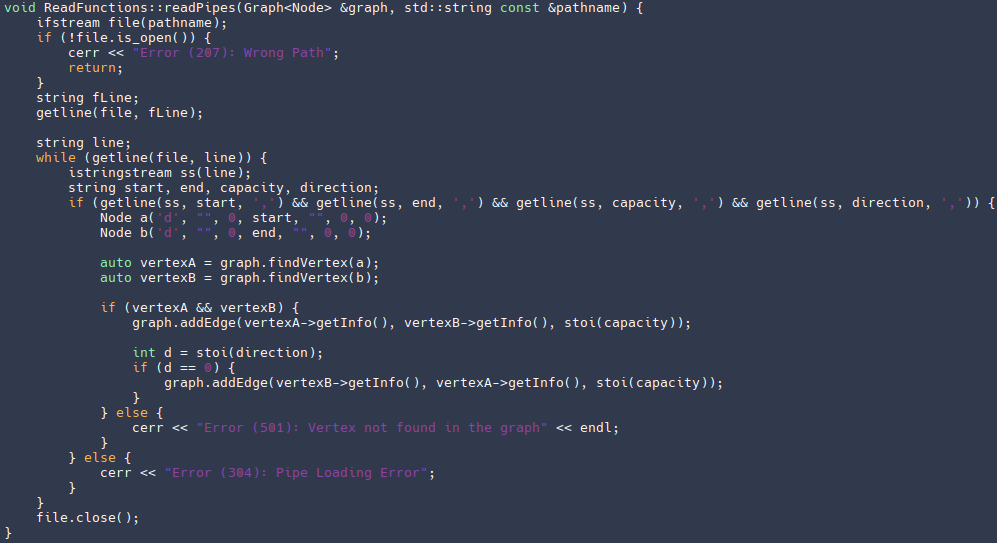 void ReadFunctions::readPipes(Graph<Node> &graph, std::string const &pathname) {
    ifstream file(pathname);
    if (!file.is_open()) {
        cerr << "Error (207): Wrong Path";
        return;
    }
    string fLine;
    getline(file, fLine);

    string line;
    while (getline(file, line)) {
        istringstream ss(line);
        string start, end, capacity, direction;
        if (getline(ss, start, ',') && getline(ss, end, ',') && getline(ss, capacity, ',') && getline(ss, direction, ',')) {
            Node a('d', "", 0, start, "", 0, 0);
            Node b('d', "", 0, end, "", 0, 0);

            auto vertexA = graph.findVertex(a);
            auto vertexB = graph.findVertex(b);

            if (vertexA && vertexB) {
                graph.addEdge(vertexA->getInfo(), vertexB->getInfo(), stoi(capacity));

                int d = stoi(direction);
                if (d == 0) {
                    graph.addEdge(vertexB->getInfo(), vertexA->getInfo(), stoi(capacity));
                }
            } else {
                cerr << "Error (501): Vertex not found in the graph" << endl;
            }
        } else {
            cerr << "Error (304): Pipe Loading Error";
        }
    }
    file.close();
}